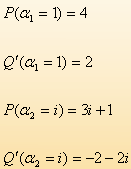 P(α₁ = 1) = 4
Q'(α₁ = 1) = 2
P(α₂ = i) = 3i + 1
Q'(α₂ = i) = -2 - 2i